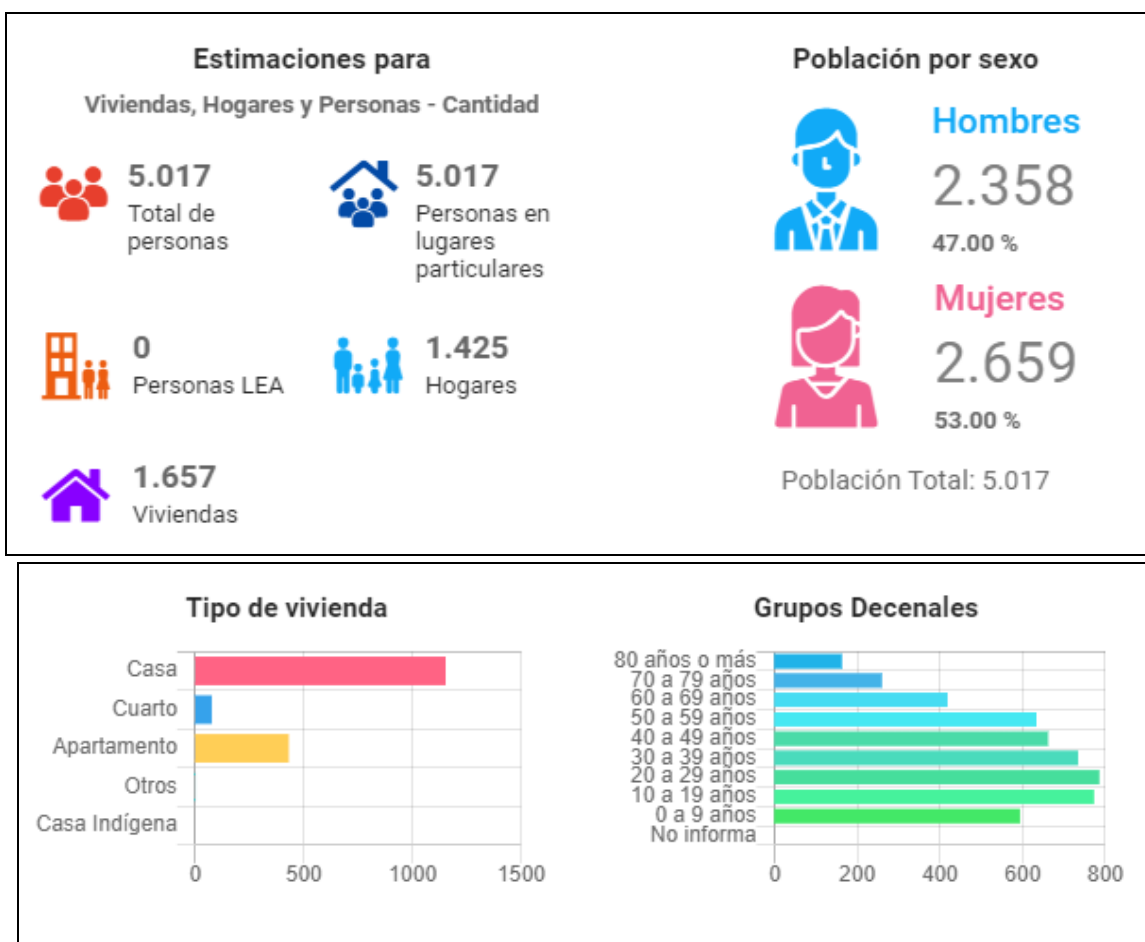 Estimaciones para
Viviendas, Hogares y Personas - Cantidad
5.017
Total de
personas
5.017
Personas en
lugares
particulares
0
Personas LEA
1.425
Hogares
1.657
Viviendas
Población por sexo
Hombres
2.358
47.00 %
Mujeres
2.659
53.00 %
Población Total: 5.017
Tipo de vivienda
Casa
Cuarto
Apartamento
Otros
Casa Indígena
0 500 1000 1500
Grupos Decenales
80 años o más
70 a 79 años
60 a 69 años
50 a 59 años
40 a 49 años
30 a 39 años
20 a 29 años
10 a 19 años
0 a 9 años
No informa
0 200 400 600 800